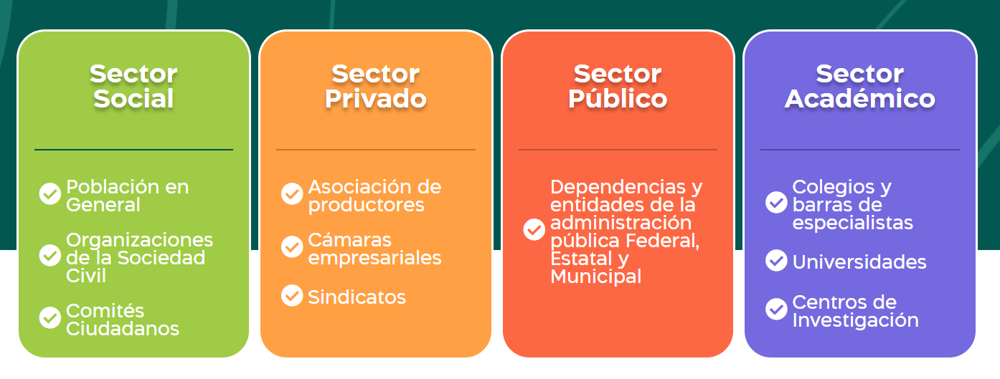 Sector
Social
Población en
General
Organizaciones
de la Sociedad
Civil
Comités
Ciudadanos
Sector
Privado
Asociación de
productores
Cámaras
empresariales
Sindicatos
Sector
Público
Dependencias y
entidades de la
administración
pública Federal,
Estatal y
Municipal
Sector
Académico
Colegios y
barras de
especialistas
Universidades
Centros de
Investigación